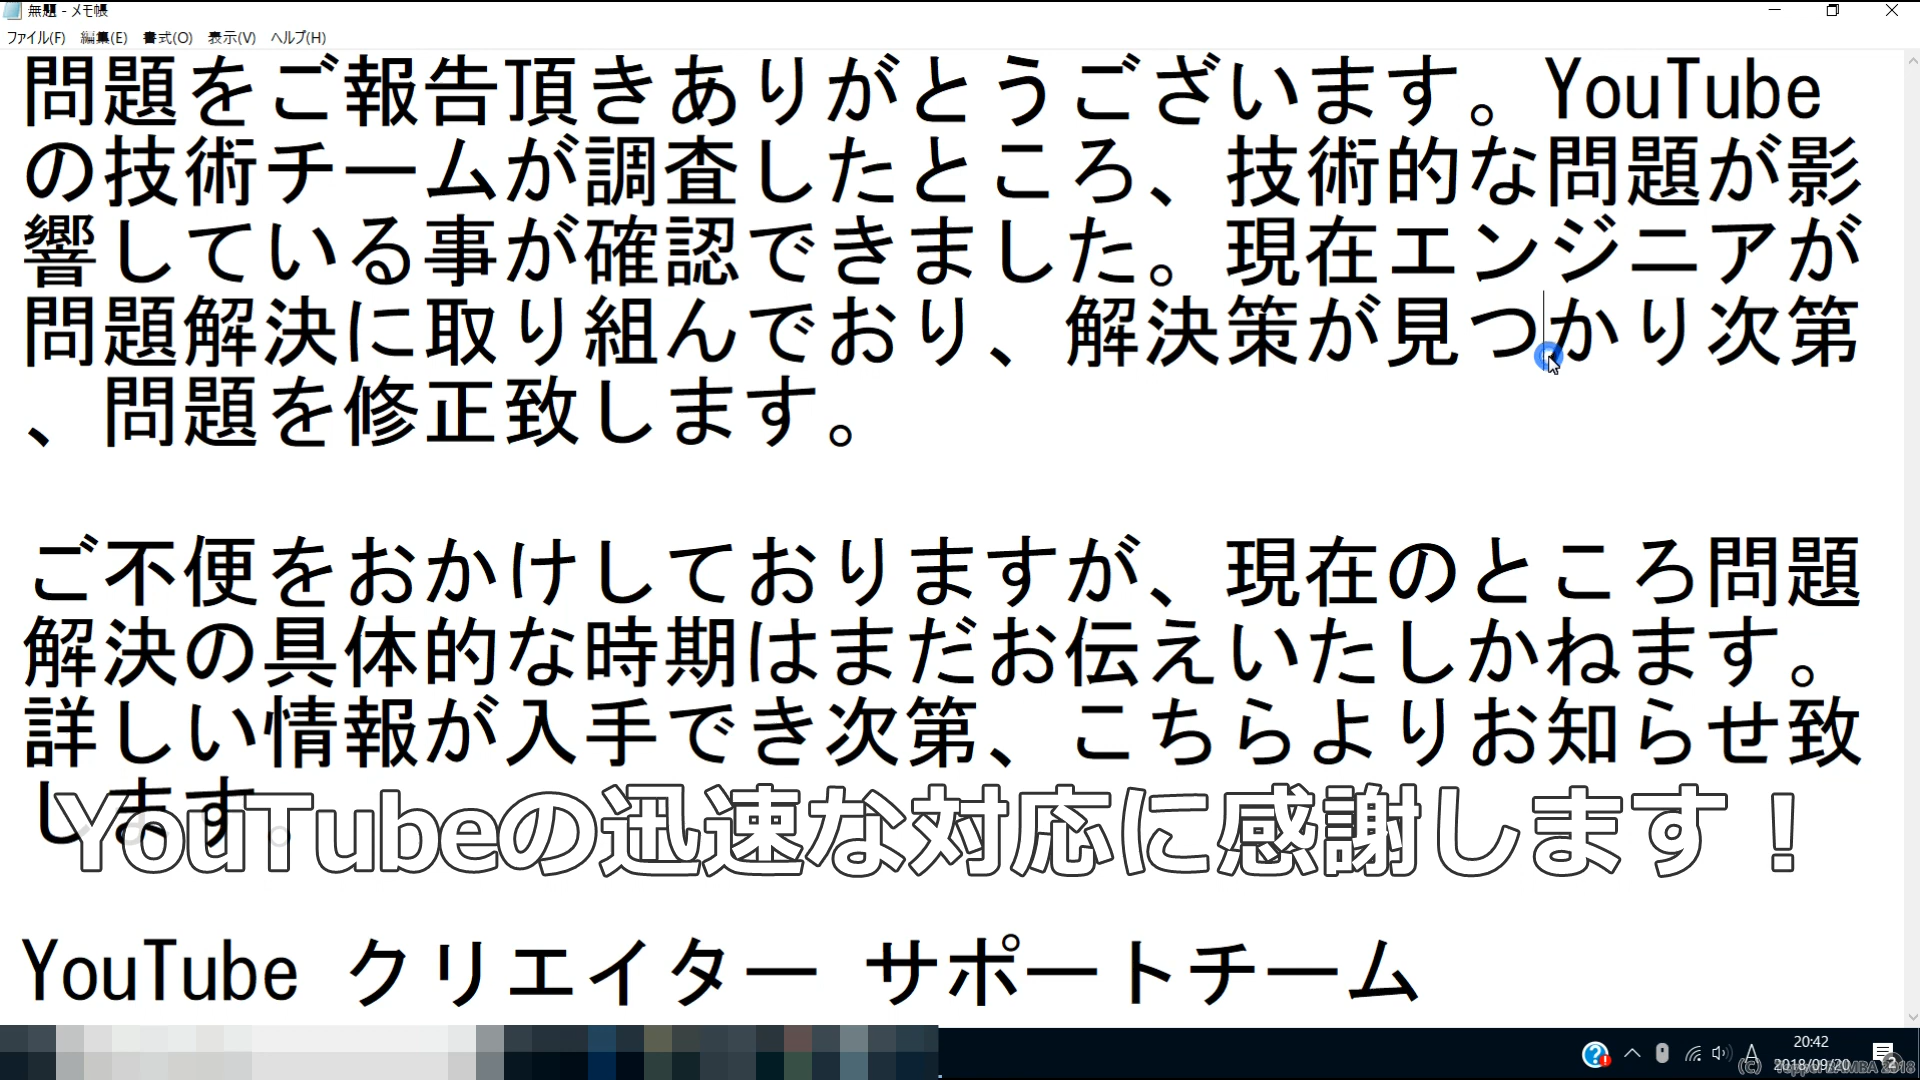 無題 - メモ帳
ファイル(F) 編集(E) 書式(O) 表示(V) ヘルプ(H)
問題をご報告頂きありがとうございます。YouTube
の技術チームが調査したところ、技術的な問題が影
響している事が確認できました。現在エンジニアが
問題解決に取り組んでおり、解決策が見つかり次第
、問題を修正致します。
ご不便をおかけしておりますが、現在のところ問題
解決の具体的な時期はまだお伝えいたしかねます。
詳しい情報が入手でき次第、こちらよりお知らせ致
します。
YouTubeの迅速な対応に感謝します！
YouTube クリエイター サポートチーム
A
20:42
2018/09/20
2